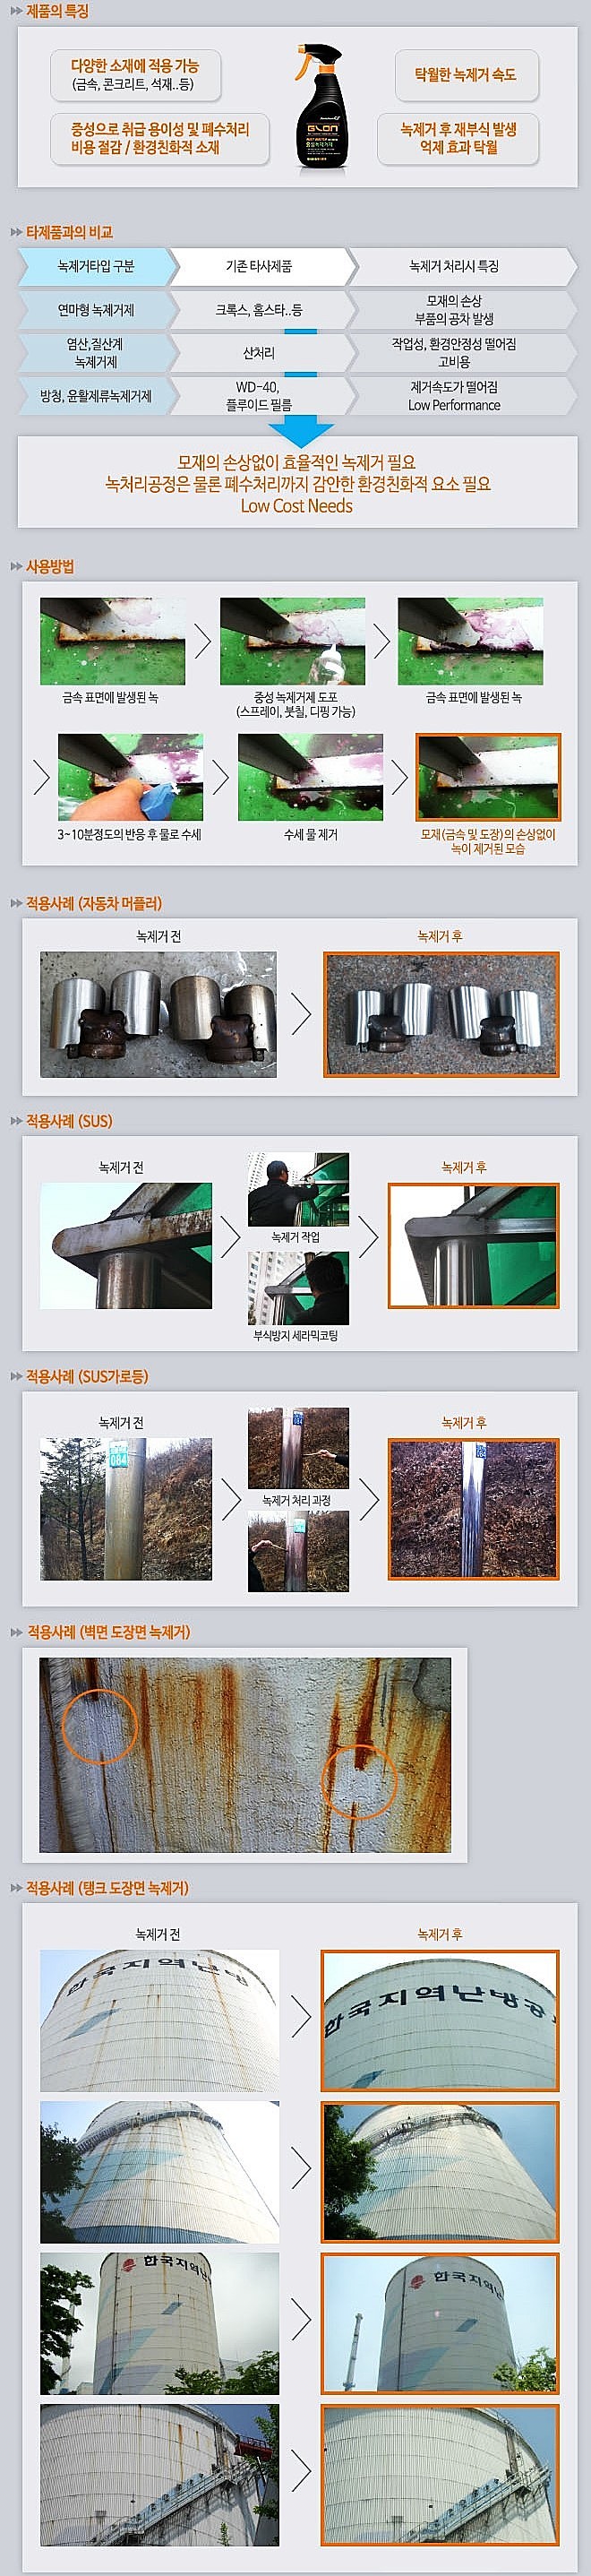 제품의 특징
다양한 소재에 적용 가능
(금속, 콘크리트, 석재..등)
탁월한 녹제거 속도
중성으로 취급 용이성 및 폐수처리
비용 절감 / 환경친화적 소재
녹제거 후 재부식 발생
억제 효과 탁월
타제품과의 비교
녹제거타입 구분
기존 타사제품
녹제거 처리시 특징
연마형 녹제거제
크록스, 홈스타..등
모재의 손상
부품의 공차 발생
염산,질산계
녹제거제
산처리
작업성, 환경안정성 떨어짐
고비용
방청, 윤활제류녹제거제
WD-40,
플루이드 필름
제거속도가 떨어짐
Low Performance
모재의 손상없이 효율적인 녹제거 필요
녹처리공정은 물론 폐수처리까지 감안한 환경친화적 요소 필요
Low Cost Needs
사용방법
금속 표면에 발생된 녹
중성 녹제거제 도포
(스프레이, 붓칠, 디핑 가능)
금속 표면에 발생된 녹
3~10분정도의 반응 후 물로 수세
수세 물 제거
모재(금속 및 도장)의 손상없이
녹이 제거된 모습
적용사례 (자동차 머플러)
녹제거 전
녹제거 후
적용사례 (SUS)
녹제거 전
녹제거 작업
부식방지 세라믹코팅
녹제거 후
적용사례 (SUS가로등)
녹제거 전
084
녹제거 처리 과정
녹제거 후
적용사례 (벽면 도장면 녹제거)
적용사례 (탱크 도장면 녹제거)
녹제거 전
녹제거 후
한국지역난방
한국지역난방공
한국지역난
한국지역난